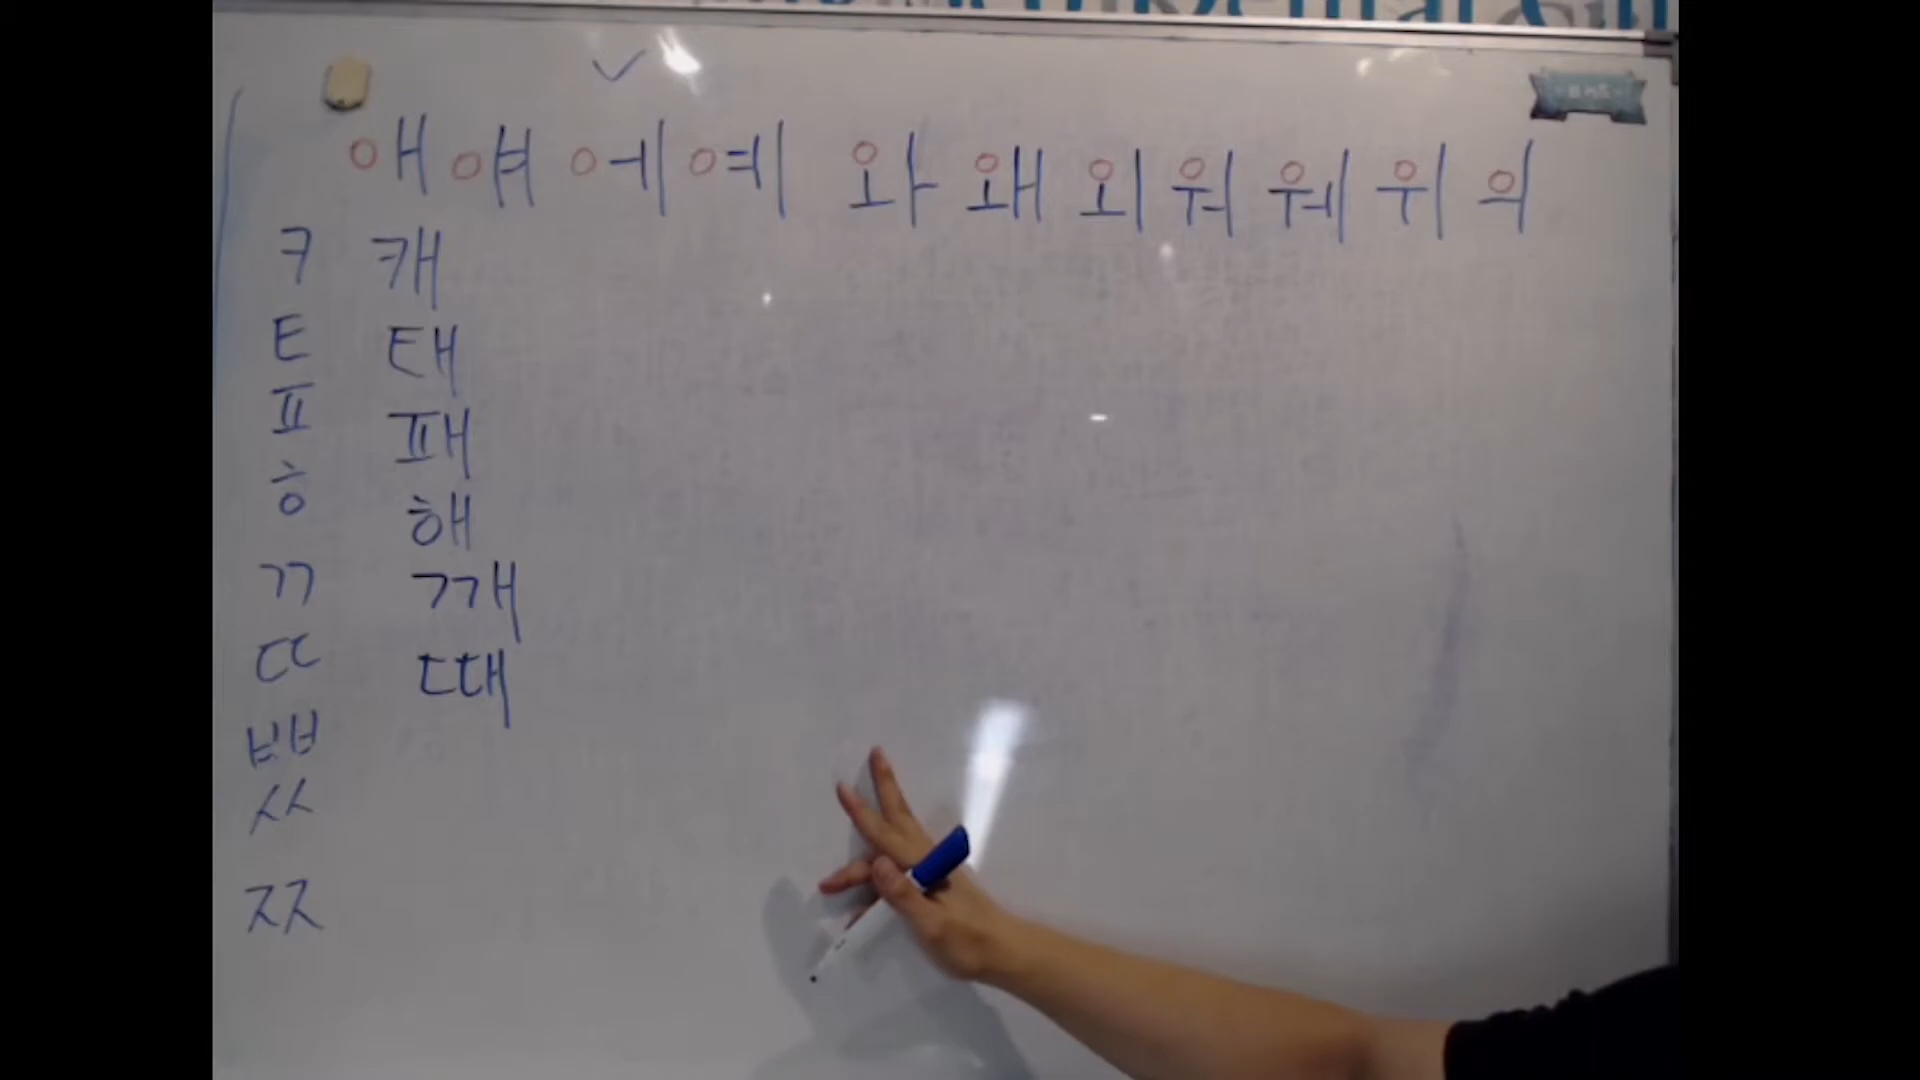 애 얘 에 예 와 왜 외 워 웨 위 의
ㅋ 캐
ㅌ 태
ㅍ 패
ㅎ 해
ㄲ 깨
ㄸ 때
ㅃ
ㅆ
ㅉ